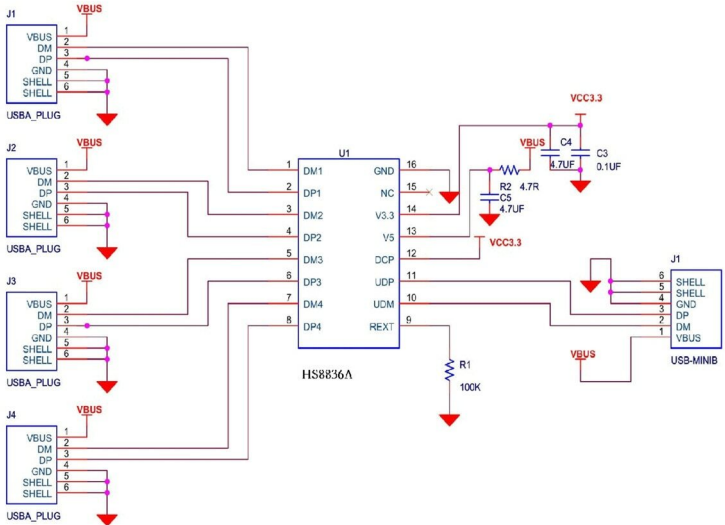 J1
VBUS
VBUS 1
DM 2
DP 3
GND 4
SHELL 5
SHELL 6
USBA_PLUG
J2
VBUS
VBUS 1
DM 2
DP 3
GND 4
SHELL 5
SHELL 6
USBA_PLUG
J3
VBUS
VBUS 1
DM 2
DP 3
GND 4
SHELL 5
SHELL 6
USBA_PLUG
J4
VBUS
VBUS 1
DM 2
DP 3
GND 4
SHELL 5
SHELL 6
USBA_PLUG
U1
1 DM1 GND 16
2 DP1 NC 15
3 DM2 V3.3 14
4 DP2 V5 13
5 DM3 DCP 12
6 DP3 UDP 11
7 DM4 UDM 10
8 DP4 REXT 9
HS8836A
VCC3.3
VBUS
C4
4.7UF
C3
0.1UF
R2 4.7R
C5
4.7UF
VCC3.3
R1
100K
J1
6 SHELL
5 SHELL
4 GND
3 DP
2 DM
1 VBUS
USB-MINIB
VBUS